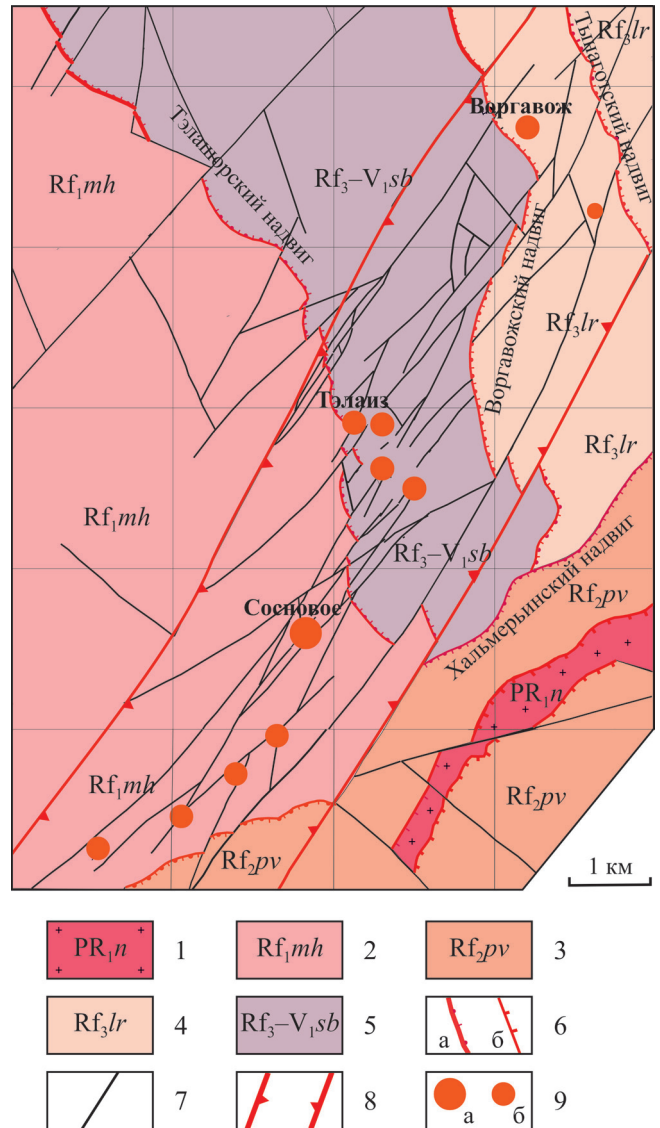 Rf₃lr
Тынаготский надвиг
Воргавож
Тэлашорский надвиг
Rf₁mh
Rf₃–V₁sb
Воргавожский надвиг
Rf₃lr
Тэлаиз
Rf₃lr
Rf₁mh
Rf₃–V₁sb
Хальмерьинский надвиг
Rf₂pv
Сосновое
PR₁n
Rf₁mh
Rf₂pv
Rf₂pv
1 км
PR₁n 1
Rf₁mh 2
Rf₂pv 3
Rf₃lr 4
Rf₃–V₁sb 5
а б 6
7
8
а б 9